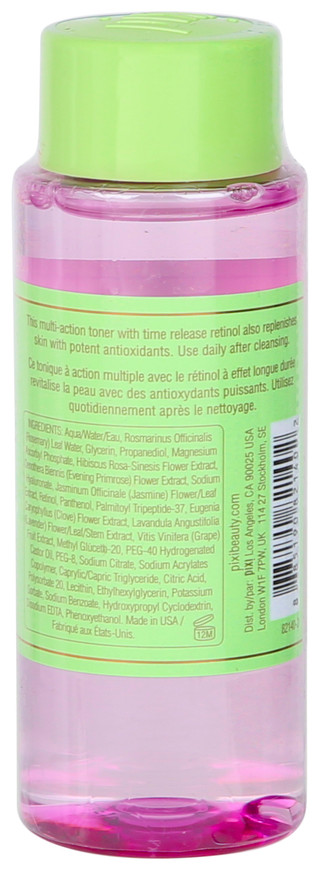 This multi-action toner with time release retinol also replenishes
skin with potent antioxidants. Use daily after cleansing.
Ce tonique à action multiple avec le rétinol à effet longue durée
revitalise la peau avec des antioxydants puissants. Utilisez
quotidiennement après le nettoyage.
INGREDIENTS: Aqua/Water/Eau, Rosmarinus Officinalis
(Rosemary) Leaf Water, Glycerin, Propanediol, Magnesium
Ascorbyl Phosphate, Hibiscus Rosa-Sinesis Flower Extract,
Biennis (Evening Primrose) Flower Extract, Sodium
Hyaluronate, Jasminum Officinale (Jasmine) Flower/Leaf
Extract, Retinol, Panthenol, Palmitoyl Tripeptide-37, Eugenia
Caryophyllus (Clove) Flower Extract, Lavandula Angustifolia
(Lavender) Flower/Leaf/Stem Extract, Vitis Vinifera (Grape)
Fruit Extract, Methyl Gluceth-20, PEG-40 Hydrogenated
Castor Oil, PEG-8, Sodium Citrate, Sodium Acrylates
Copolymer, Caprylic/Capric Triglyceride, Citric Acid,
Polysorbate 20, Lecithin, Ethylhexylglycerin, Potassium
Sorbate, Sodium Benzoate, Hydroxypropyl Cyclodextrin,
Disodium EDTA, Phenoxyethanol. Made in USA /
Fabriqué aux États-Unis.
12M
pixibeauty.com
Dist. by/par. pixi Los Angeles, CA 90025 USA
London W1F 7PW, UK 114 27 Stockholm, SE